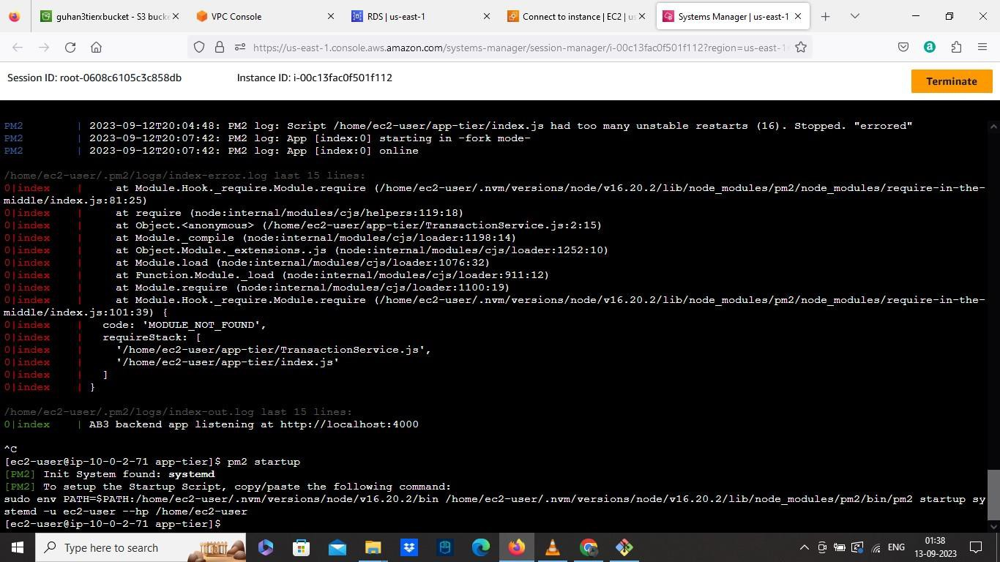 guhan3tierxbucket - S3 bucke
VPC Console
RDS | us-east-1
Connect to instance | EC2 | us
Systems Manager | us-east-1
https://us-east-1.console.aws.amazon.com/systems-manager/session-manager/i-00c13fac0f501f112?region=us-east-1
Session ID: root-0608c6105c3c858db
Instance ID: i-00c13fac0f501f112
Terminate
PM2 | 2023-09-12T20:04:48: PM2 log: Script /home/ec2-user/app-tier/index.js had too many unstable restarts (16). Stopped. "errored"
PM2 | 2023-09-12T20:07:42: PM2 log: App [index:0] starting in -fork mode-
PM2 | 2023-09-12T20:07:42: PM2 log: App [index:0] online
/home/ec2-user/.pm2/logs/index-error.log last 15 lines:
0|index | at Module.Hook._require.Module.require (/home/ec2-user/.nvm/versions/node/v16.20.2/lib/node_modules/pm2/node_modules/require-in-the-
middle/index.js:81:25)
0|index | at require (node:internal/modules/cjs/helpers:119:18)
0|index | at Object.<anonymous> (/home/ec2-user/app-tier/TransactionService.js:2:15)
0|index | at Module._compile (node:internal/modules/cjs/loader:1198:14)
0|index | at Object.Module._extensions..js (node:internal/modules/cjs/loader:1252:10)
0|index | at Module.load (node:internal/modules/cjs/loader:1076:32)
0|index | at Function.Module._load (node:internal/modules/cjs/loader:911:12)
0|index | at Module.require (node:internal/modules/cjs/loader:1100:19)
0|index | at Module.Hook._require.Module.require (/home/ec2-user/.nvm/versions/node/v16.20.2/lib/node_modules/pm2/node_modules/require-in-the-
middle/index.js:101:39) {
0|index | code: 'MODULE_NOT_FOUND',
0|index | requireStack: [
0|index | '/home/ec2-user/app-tier/TransactionService.js',
0|index | '/home/ec2-user/app-tier/index.js'
0|index | ]
0|index | }
/home/ec2-user/.pm2/logs/index-out.log last 15 lines:
0|index | AB3 backend app listening at http://localhost:4000
^C
[ec2-user@ip-10-0-2-71 app-tier]$ pm2 startup
[PM2] Init System found: systemd
[PM2] To setup the Startup Script, copy/paste the following command:
sudo env PATH=$PATH:/home/ec2-user/.nvm/versions/node/v16.20.2/bin /home/ec2-user/.nvm/versions/node/v16.20.2/lib/node_modules/pm2/bin/pm2 startup sy
stemd -u ec2-user --hp /home/ec2-user
[ec2-user@ip-10-0-2-71 app-tier]$
Type here to search
ENG
01:38
13-09-2023